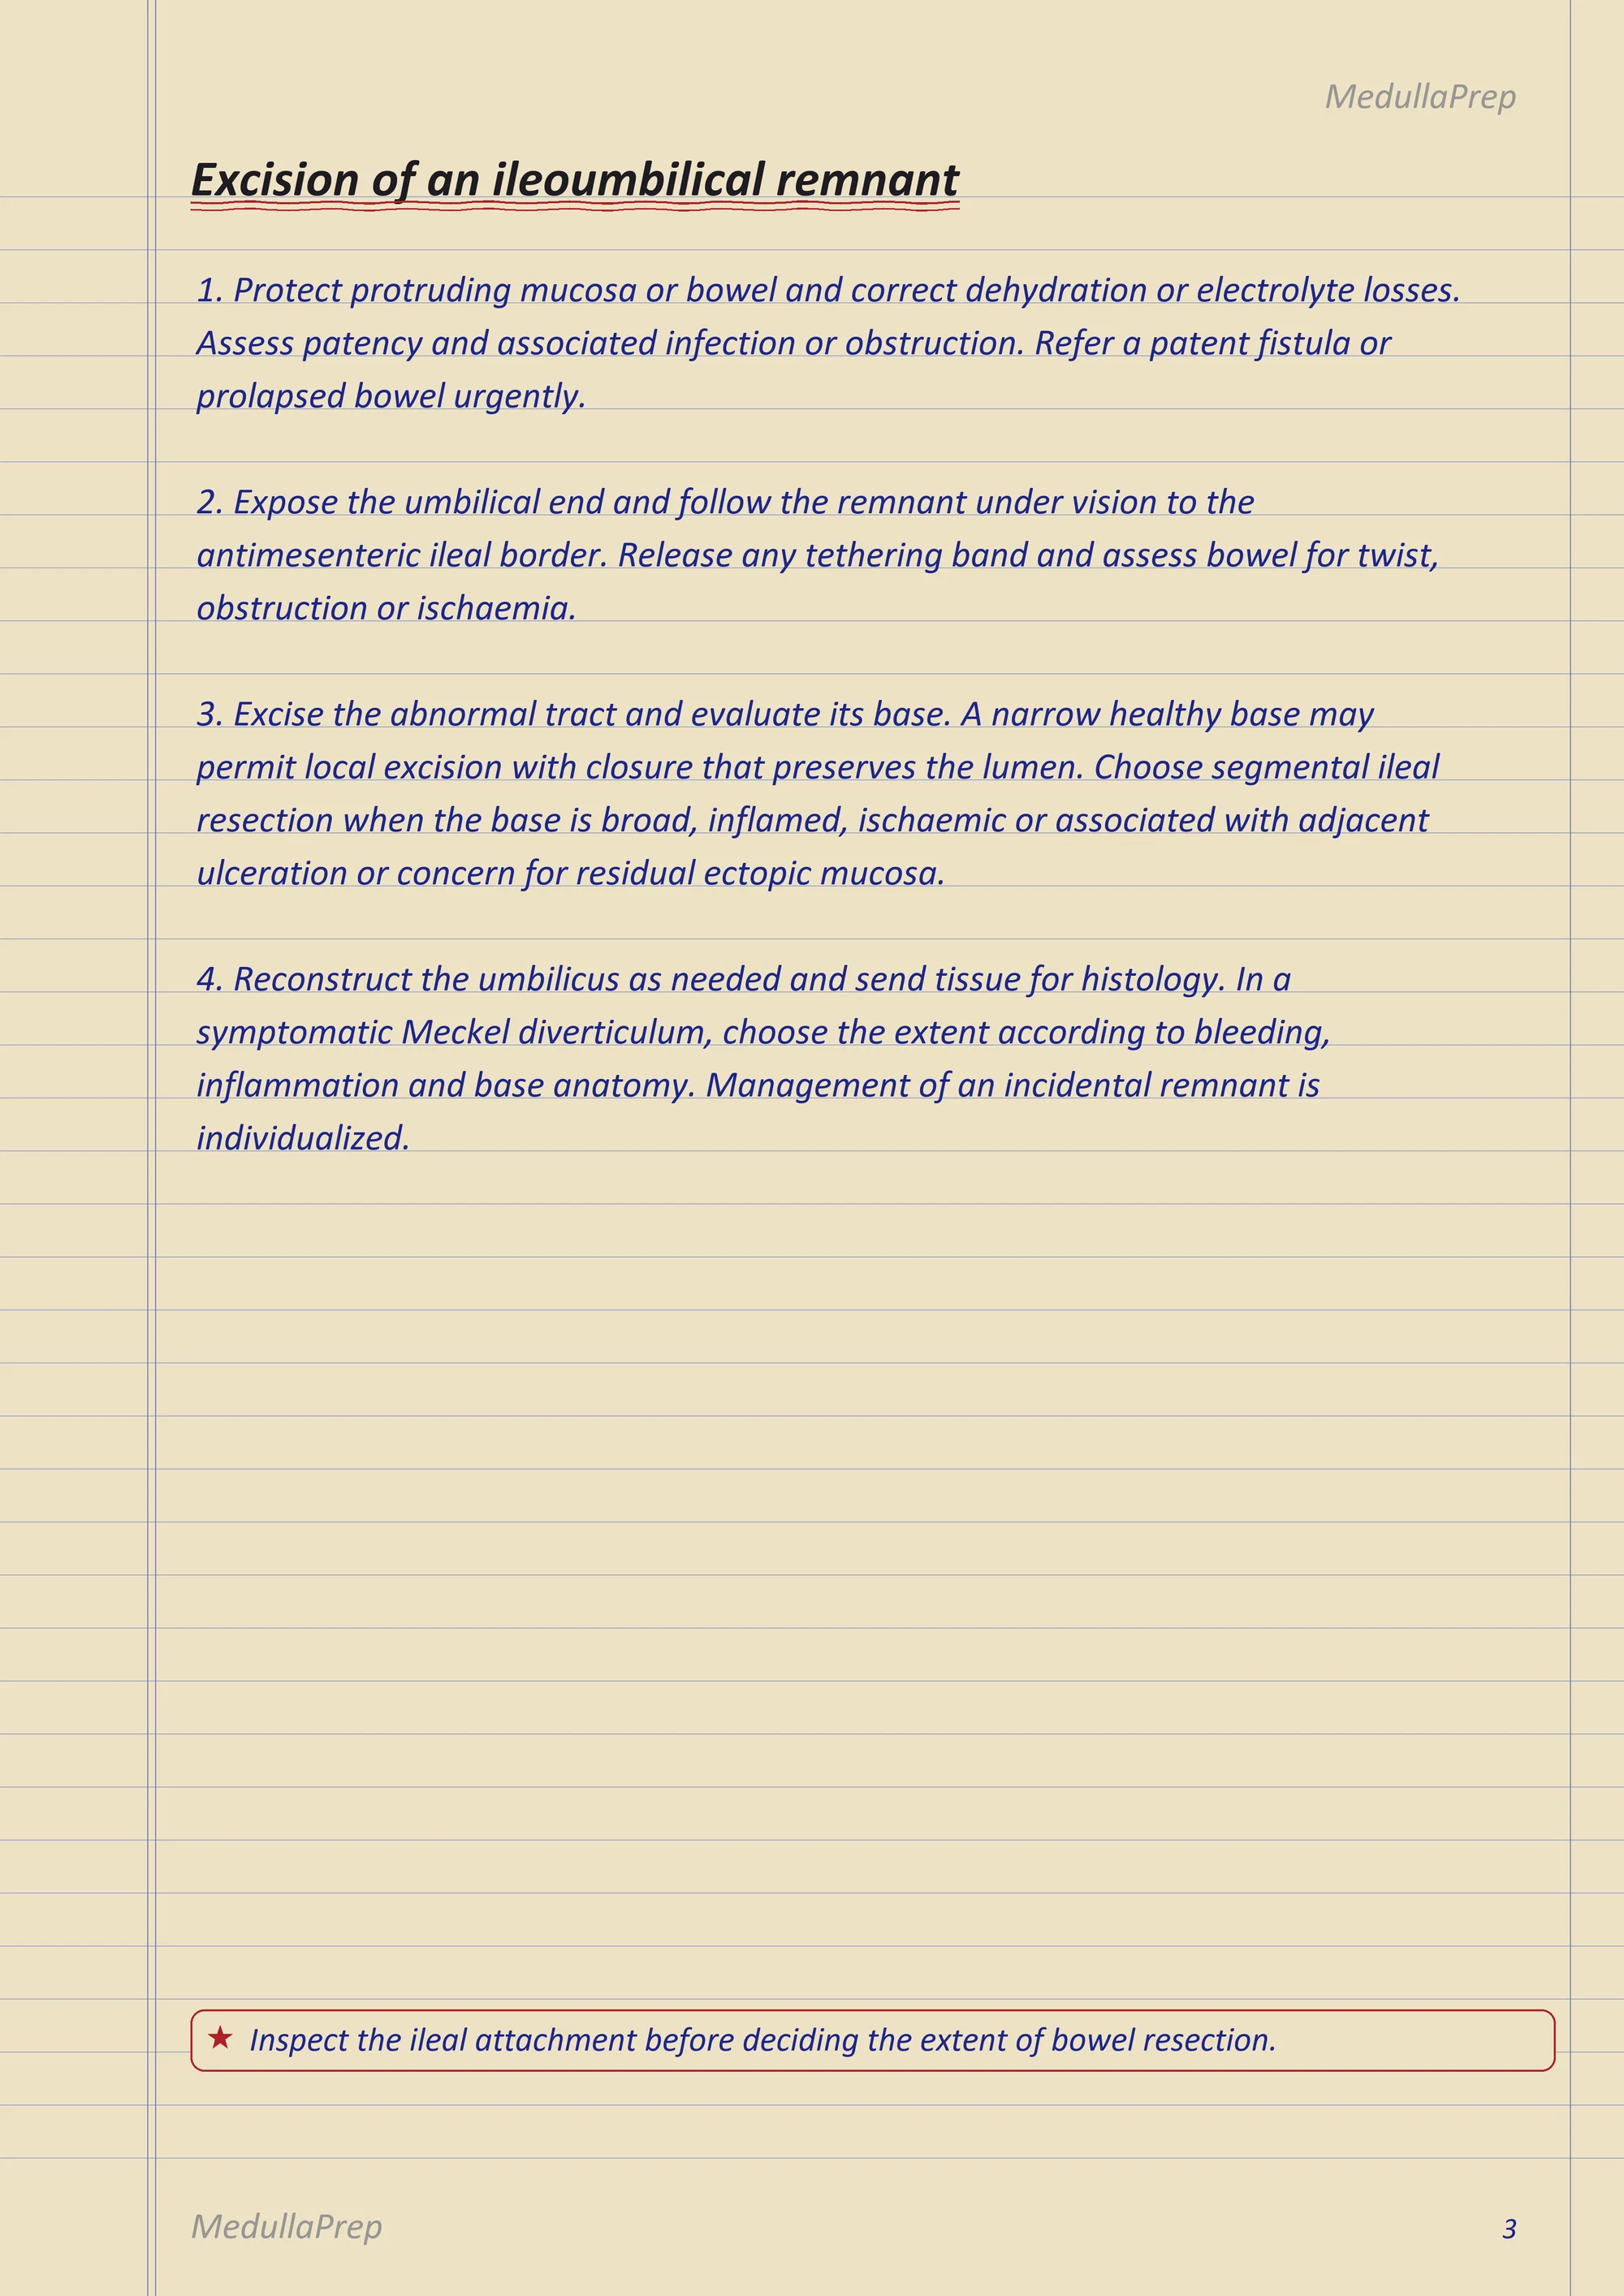 MedullaPrep
Excision of an ileoumbilical remnant
1. Protect protruding mucosa or bowel and correct dehydration or electrolyte losses.
Assess patency and associated infection or obstruction. Refer a patent fistula or
prolapsed bowel urgently.
2. Expose the umbilical end and follow the remnant under vision to the
antimesenteric ileal border. Release any tethering band and assess bowel for twist,
obstruction or ischaemia.
3. Excise the abnormal tract and evaluate its base. A narrow healthy base may
permit local excision with closure that preserves the lumen. Choose segmental ileal
resection when the base is broad, inflamed, ischaemic or associated with adjacent
ulceration or concern for residual ectopic mucosa.
4. Reconstruct the umbilicus as needed and send tissue for histology. In a
symptomatic Meckel diverticulum, choose the extent according to bleeding,
inflammation and base anatomy. Management of an incidental remnant is
individualized.
★ Inspect the ileal attachment before deciding the extent of bowel resection.
MedullaPrep
3